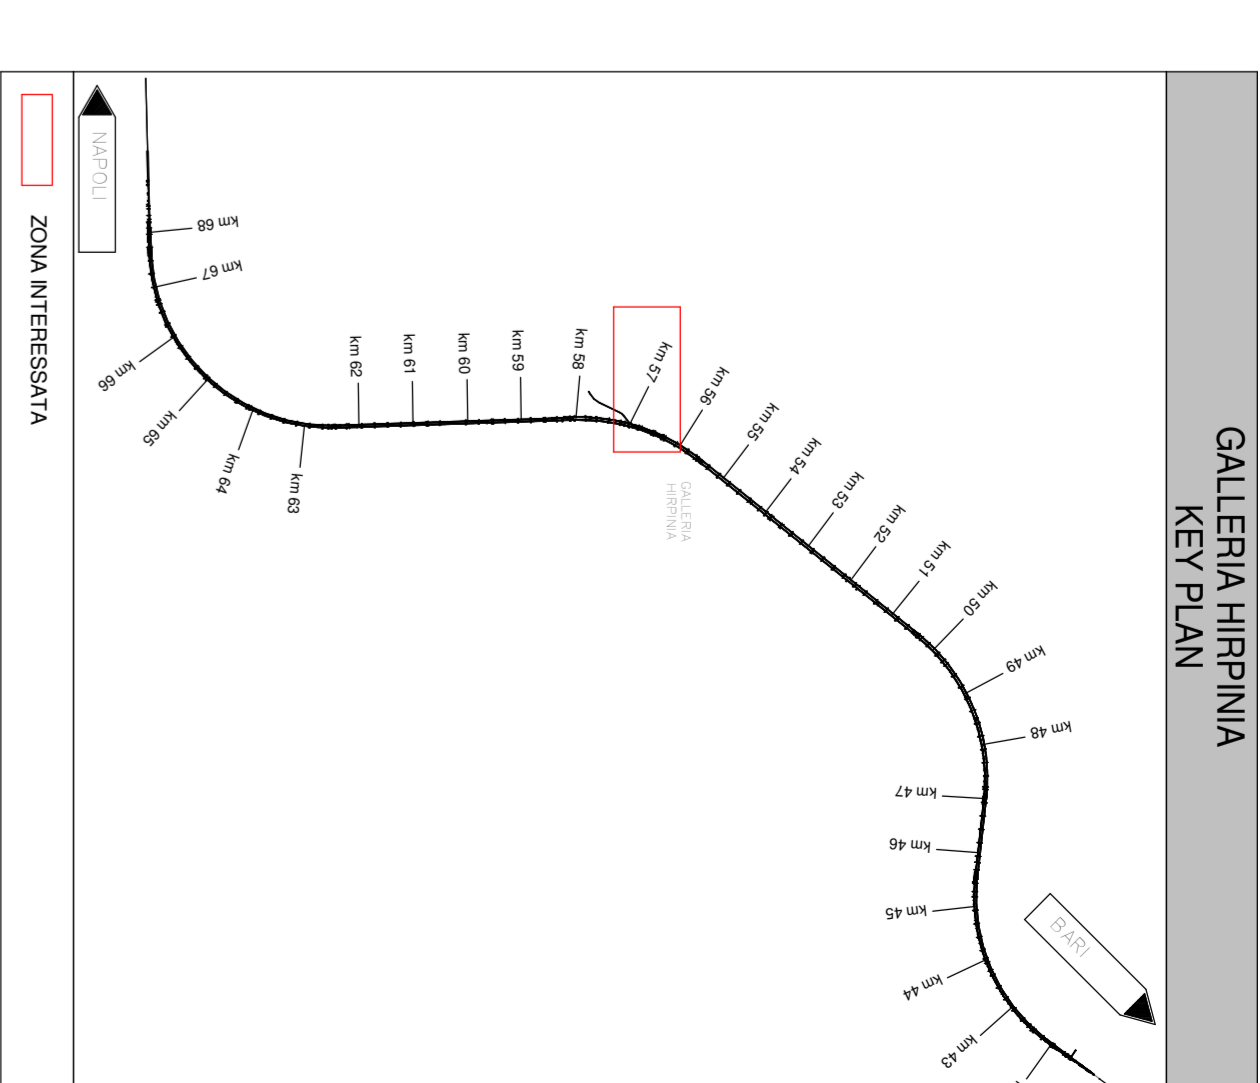 GALLERIA HIRPINIA
KEY PLAN
NAPOLI
km 68
km 67
km 66
km 65
km 64
km 63
km 62
km 61
km 60
km 59
km 58
km 57
km 56
km 55
km 54
km 53
km 52
km 51
km 50
km 49
km 48
km 47
km 46
km 45
km 44
km 43
GALLERIA
HIRPINIA
BARI
ZONA INTERESSATA